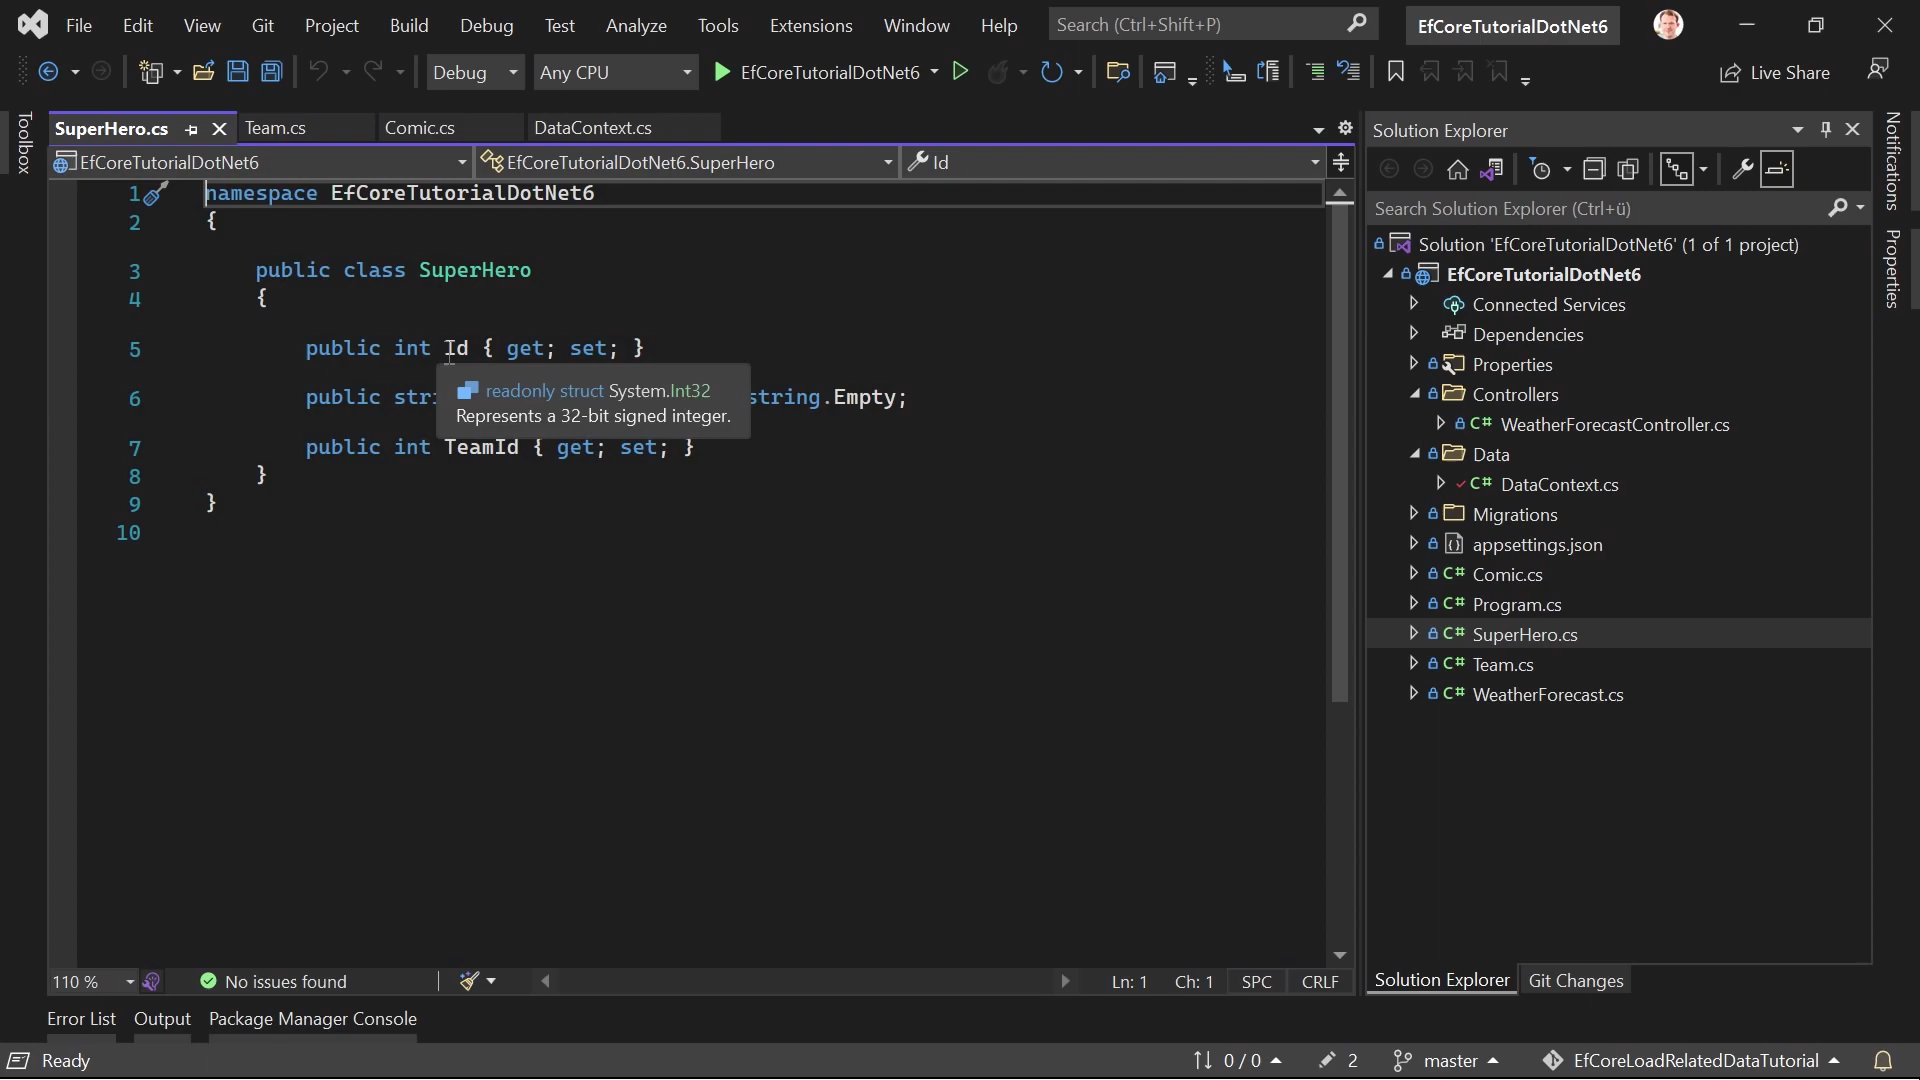 File Edit View Git Project Build Debug Test Analyze Tools Extensions Window Help Search (Ctrl+Shift+P) EfCoreTutorialDotNet6
Debug Any CPU EfCoreTutorialDotNet6 Live Share
Toolbox
SuperHero.cs Team.cs Comic.cs DataContext.cs
EfCoreTutorialDotNet6 EfCoreTutorialDotNet6.SuperHero Id
1 namespace EfCoreTutorialDotNet6
2 {
3 public class SuperHero
4 {
5 public int Id { get; set; }
readonly struct System.Int32
Represents a 32-bit signed integer.
6 public stri string.Empty;
7 public int TeamId { get; set; }
8 }
9 }
10
110 % No issues found Ln: 1 Ch: 1 SPC CRLF
Solution Explorer
Search Solution Explorer (Ctrl+ü)
Solution 'EfCoreTutorialDotNet6' (1 of 1 project)
EfCoreTutorialDotNet6
Connected Services
Dependencies
Properties
Controllers
C# WeatherForecastController.cs
Data
C# DataContext.cs
Migrations
appsettings.json
C# Comic.cs
C# Program.cs
C# SuperHero.cs
C# Team.cs
C# WeatherForecast.cs
Solution Explorer Git Changes
Notifications
Properties
Error List Output Package Manager Console
Ready 0 / 0 2 master EfCoreLoadRelatedDataTutorial